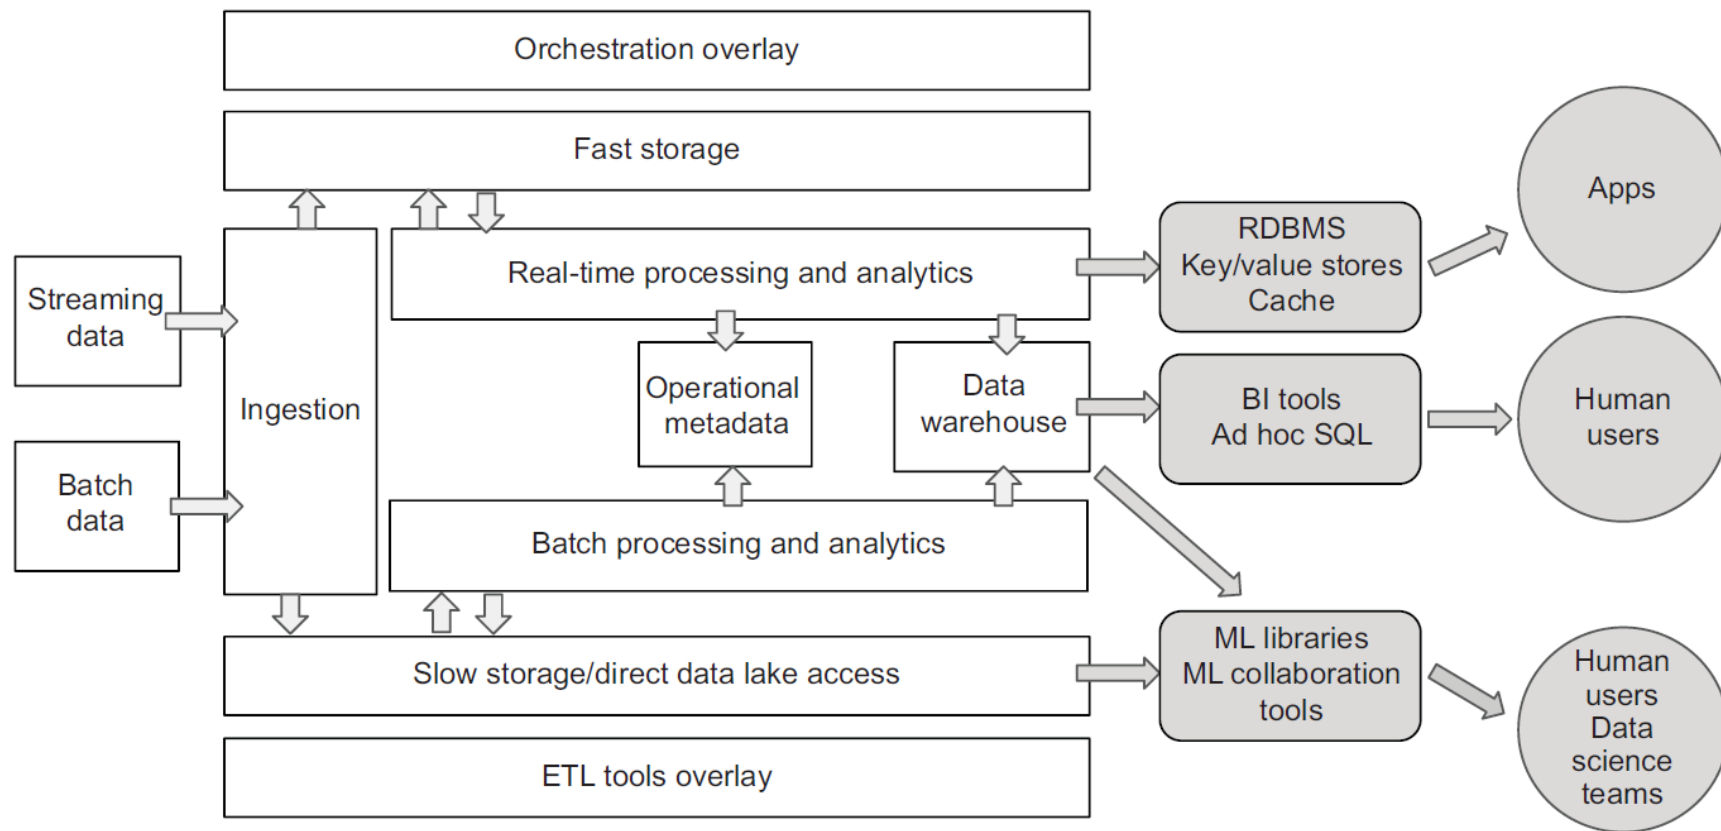 Orchestration overlay
Fast storage
Apps
RDBMS
Key/value stores
Cache
Real-time processing and analytics
Streaming
data
Ingestion
Operational
metadata
Data
warehouse
BI tools
Ad hoc SQL
Human
users
Batch
data
Batch processing and analytics
Slow storage/direct data lake access
ML libraries
ML collaboration
tools
Human
users
Data
science
teams
ETL tools overlay